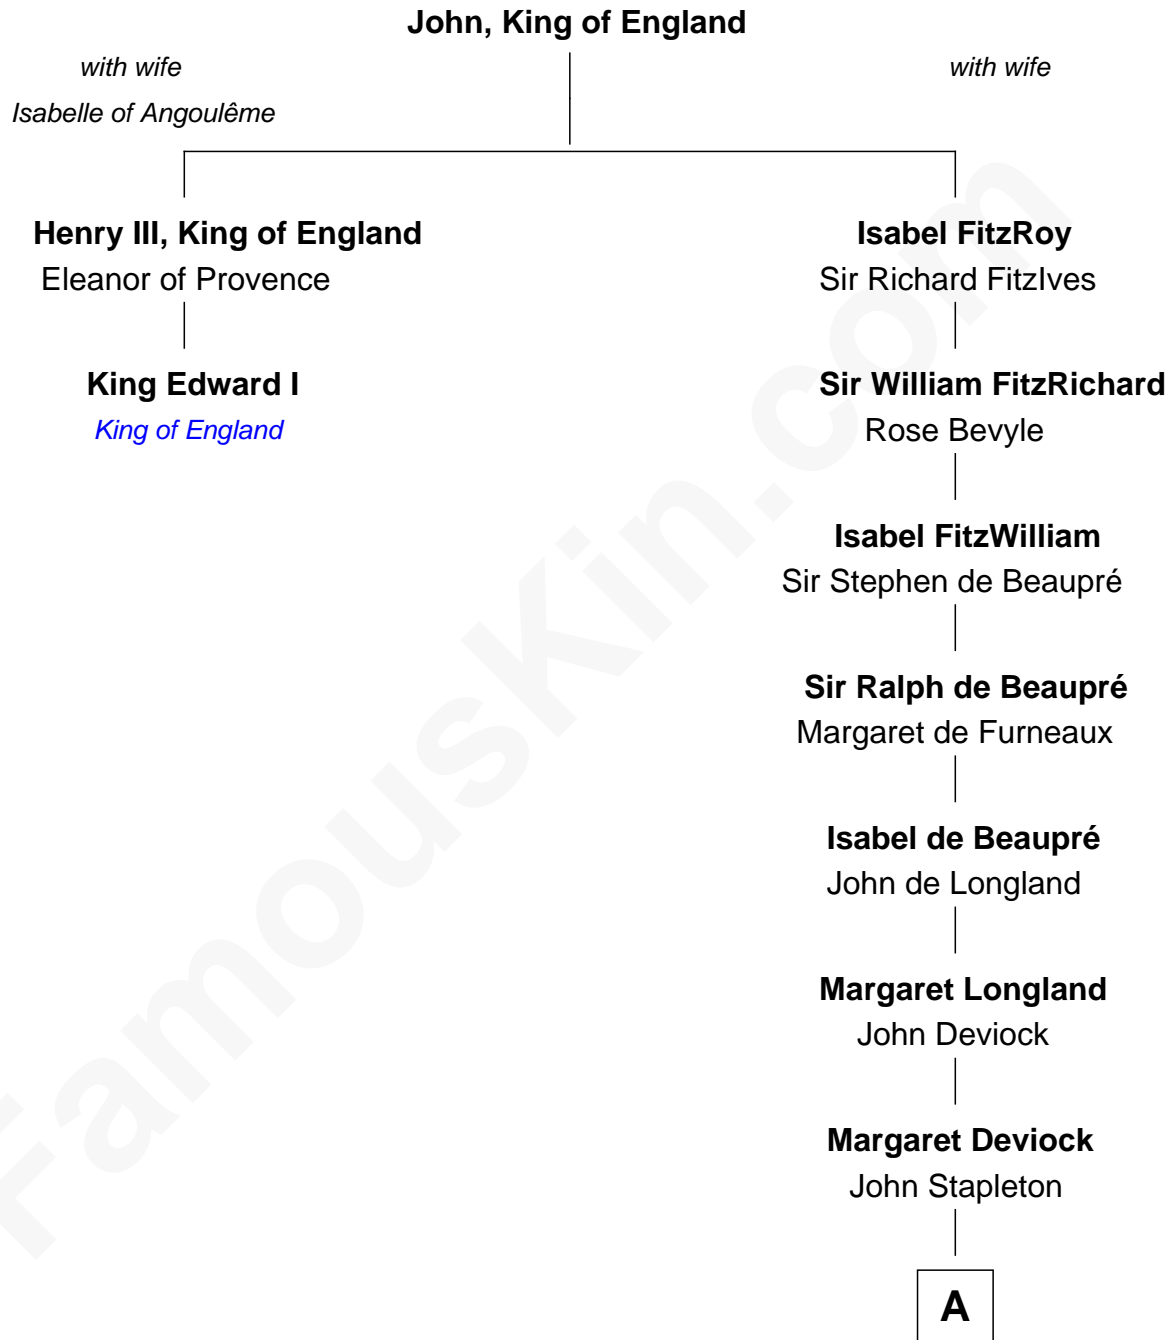 John, King of England
with wife
with wife
Isabelle of Angoulême
Henry III, King of England
Isabel FitzRoy
Eleanor of Provence
Sir Richard FitzIves
King Edward I
Sir William FitzRichard
King of England
Rose Bevyle
Isabel FitzWilliam
Sir Stephen de Beaupré
Sir Ralph de Beaupré
Margaret de Furneaux
Isabel de Beaupré
John de Longland
Margaret Longland
John Deviock
Margaret Deviock
John Stapleton
A
FamousKin.com